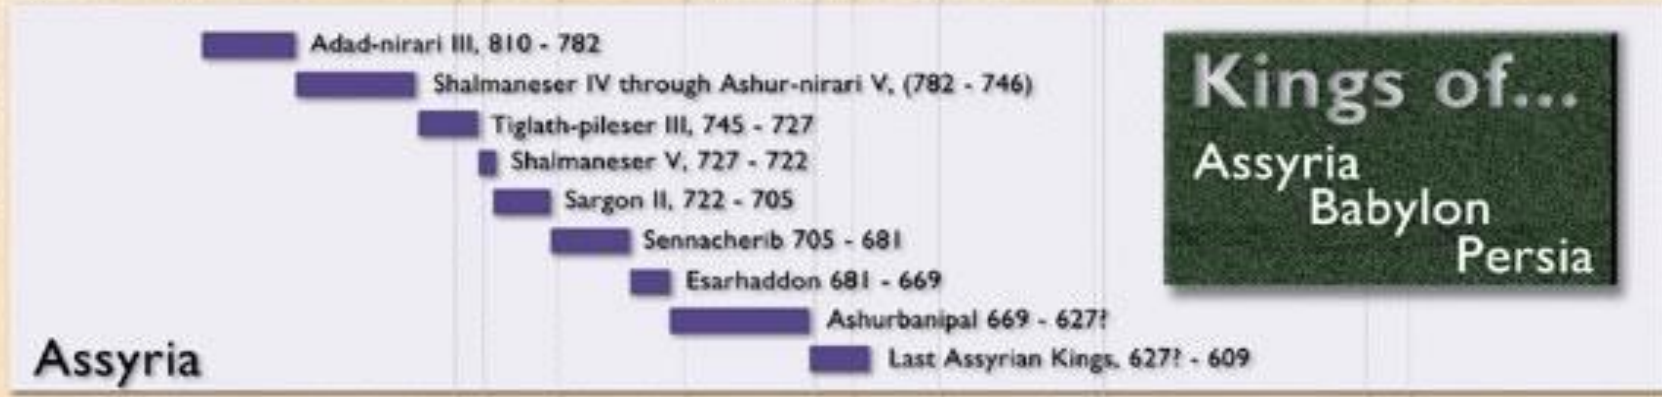 Adad-nirari III, 810 - 782
Shalmaneser IV through Ashur-nirari V, (782 - 746)
Tiglath-pileser III, 745 - 727
Shalmaneser V, 727 - 722
Sargon II, 722 - 705
Sennacherib 705 - 681
Esarhaddon 681 - 669
Ashurbanipal 669 - 627?
Last Assyrian Kings, 627? - 609
Assyria
Kings of...
Assyria
Babylon
Persia